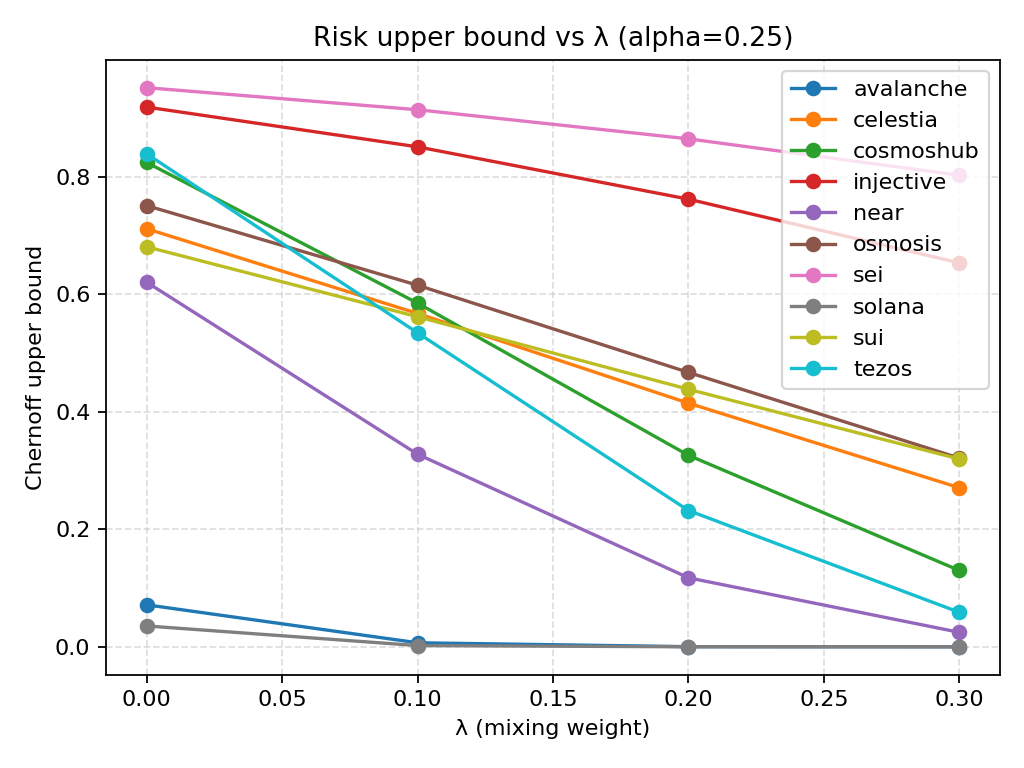 Risk upper bound vs λ (alpha=0.25)
Chernoff upper bound
0.8
0.6
0.4
0.2
0.0
avalanche
celestia
cosmoshub
injective
near
osmosis
sei
solana
sui
tezos
0.00 0.05 0.10 0.15 0.20 0.25 0.30
λ (mixing weight)